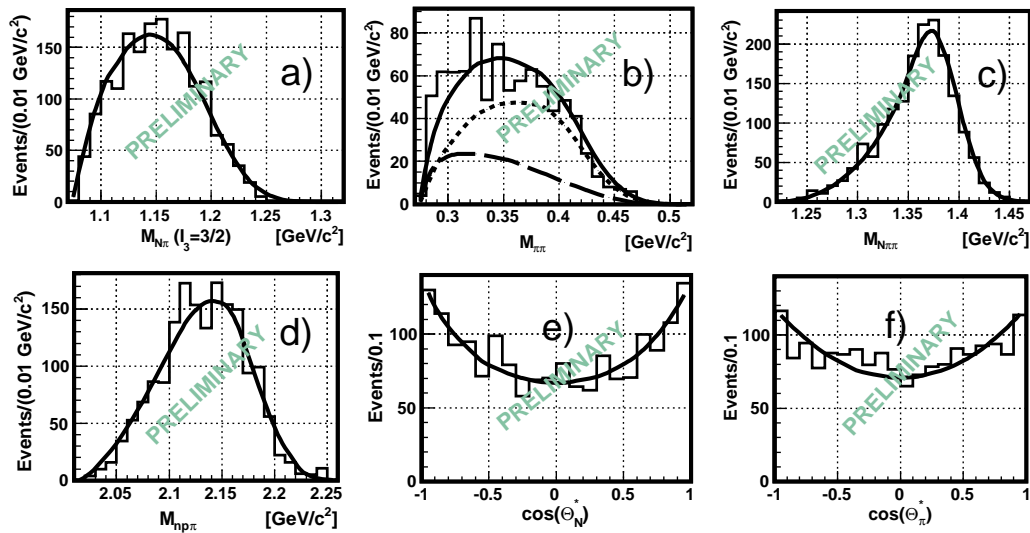 Events/(0.01 GeV/c²)
150
100
50
0
a)
PRELIMINARY
1.1 1.15 1.2 1.25 1.3
M_Nπ (I_3=3/2) [GeV/c²]
Events/(0.01 GeV/c²)
80
60
40
20
0
b)
PRELIMINARY
0.3 0.4 0.5
M_ππ [GeV/c²]
Events/(0.01 GeV/c²)
200
150
100
50
0
c)
PRELIMINARY
1.25 1.3 1.35 1.4 1.45
M_Nππ [GeV/c²]
Events/(0.01 GeV/c²)
150
100
50
0
d)
PRELIMINARY
2.05 2.1 2.15 2.2 2.25
M_npπ [GeV/c²]
Events/0.1
100
50
e)
PRELIMINARY
-1 -0.5 0 0.5 1
cos(Θ*_N)
Events/0.1
100
50
f)
PRELIMINARY
-1 -0.5 0 0.5 1
cos(Θ*_π)